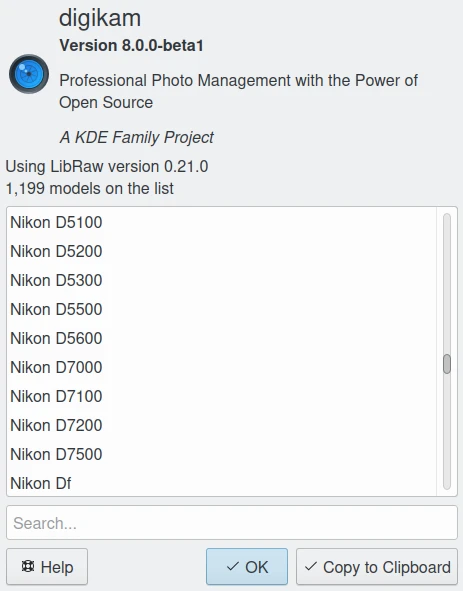 digikam
Version 8.0.0-beta1
Professional Photo Management with the Power of
Open Source
A KDE Family Project
Using LibRaw version 0.21.0
1,199 models on the list
Nikon D5100
Nikon D5200
Nikon D5300
Nikon D5500
Nikon D5600
Nikon D7000
Nikon D7100
Nikon D7200
Nikon D7500
Nikon Df
Search...
Help
OK
Copy to Clipboard